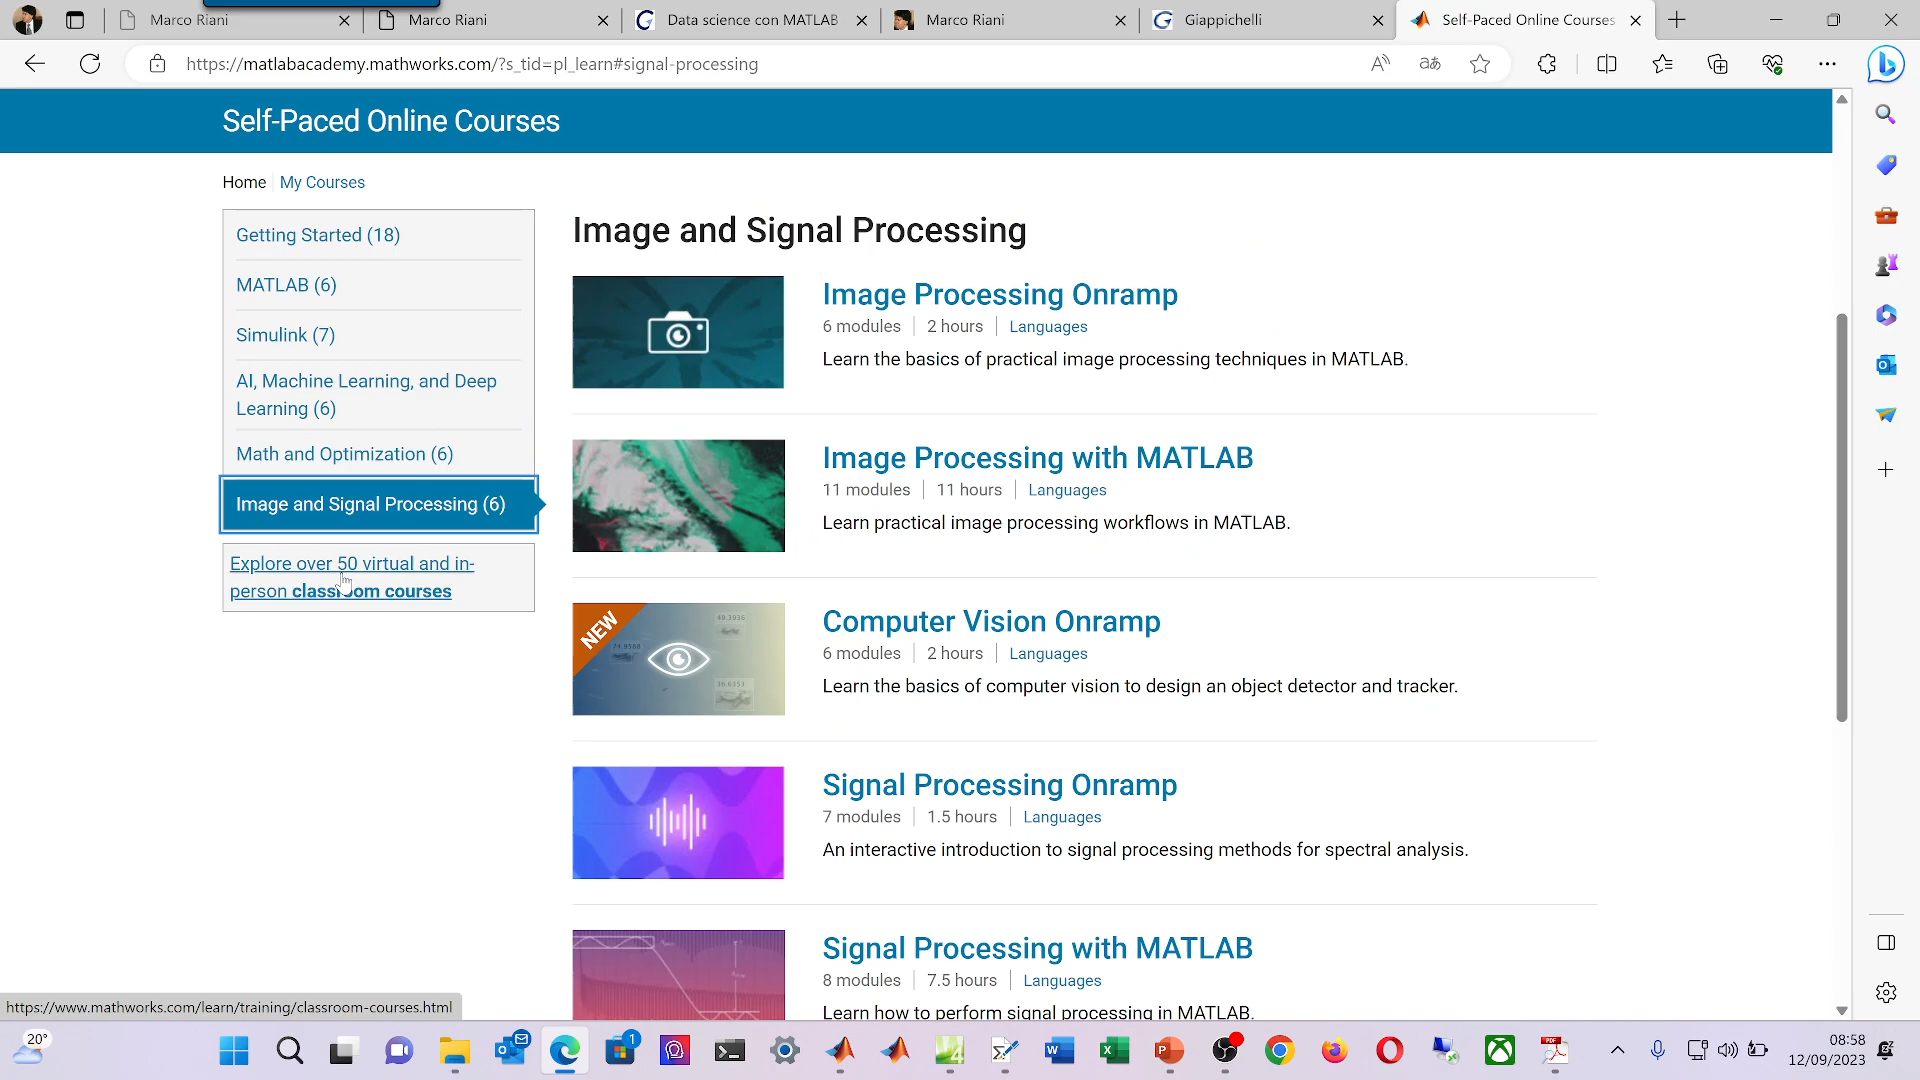 Marco Riani
Marco Riani
Data science con MATLAB
Marco Riani
Giappichelli
Self-Paced Online Courses
https://matlabacademy.mathworks.com/?s_tid=pl_learn#signal-processing
Self-Paced Online Courses
Home
My Courses
Getting Started (18)
MATLAB (6)
Simulink (7)
AI, Machine Learning, and Deep
Learning (6)
Math and Optimization (6)
Image and Signal Processing (6)
Explore over 50 virtual and in-
person classroom courses
Image and Signal Processing
Image Processing Onramp
6 modules
2 hours
Languages
Learn the basics of practical image processing techniques in MATLAB.
Image Processing with MATLAB
11 modules
11 hours
Languages
Learn practical image processing workflows in MATLAB.
NEW
49.3936
74.9568
36.6353
Computer Vision Onramp
6 modules
2 hours
Languages
Learn the basics of computer vision to design an object detector and tracker.
Signal Processing Onramp
7 modules
1.5 hours
Languages
An interactive introduction to signal processing methods for spectral analysis.
Signal Processing with MATLAB
8 modules
7.5 hours
Languages
Learn how to perform signal processing in MATLAB.
https://www.mathworks.com/learn/training/classroom-courses.html
20°
1
08:58
12/09/2023